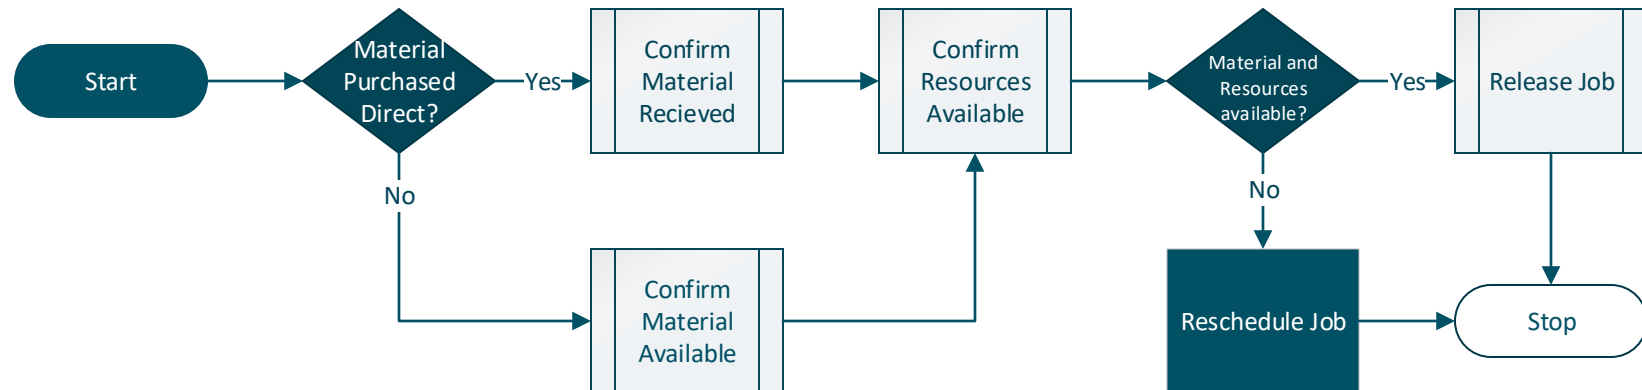 Start
Material
Purchased
Direct?
Yes
Confirm
Material
Recieved
Confirm
Resources
Available
Material and
Resources
available?
Yes
Release Job
No
No
Confirm
Material
Available
Reschedule Job
Stop